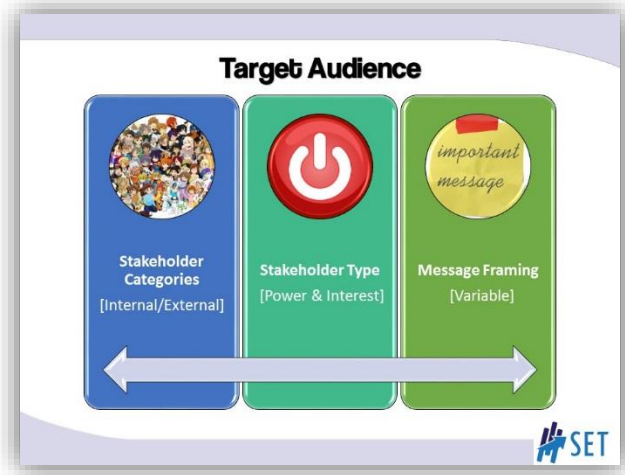 Target Audience
Stakeholder
Categories
[Internal/External]
Stakeholder Type
[Power & Interest]
important
message
Message Framing
[Variable]
SET